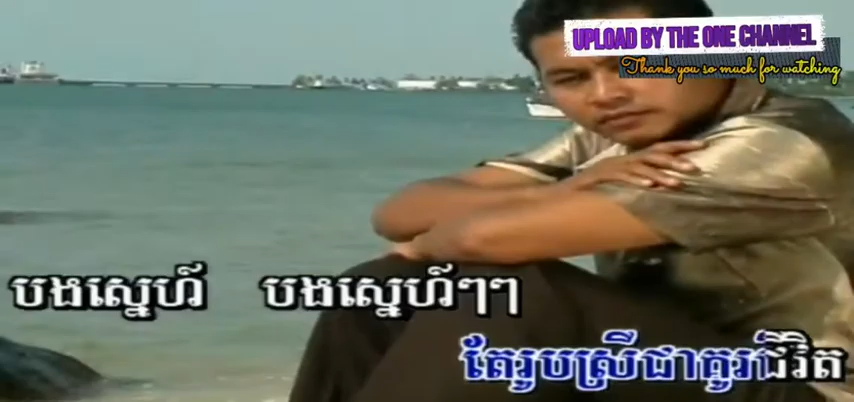 UPLOAD BY THE ONE CHANNEL
Thank you so much for watching
បងស្នេហ៍ បងស្នេហ៍ៗៗ
តែរូបស្រីជាគូរាជីវិត